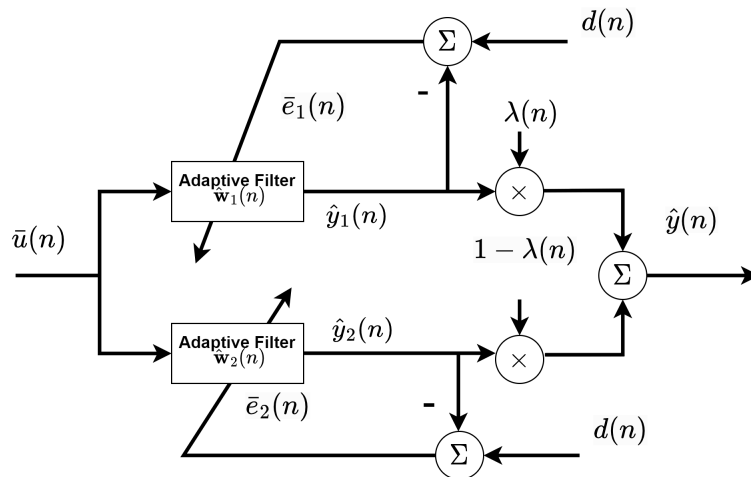 Σ
d(n)
-
ē₁(n)
λ(n)
Adaptive Filter
ŵ₁(n)
×
ū(n)
ŷ₁(n)
ŷ(n)
1 − λ(n)
Σ
Adaptive Filter
ŵ₂(n)
ŷ₂(n)
×
ē₂(n)
-
d(n)
Σ